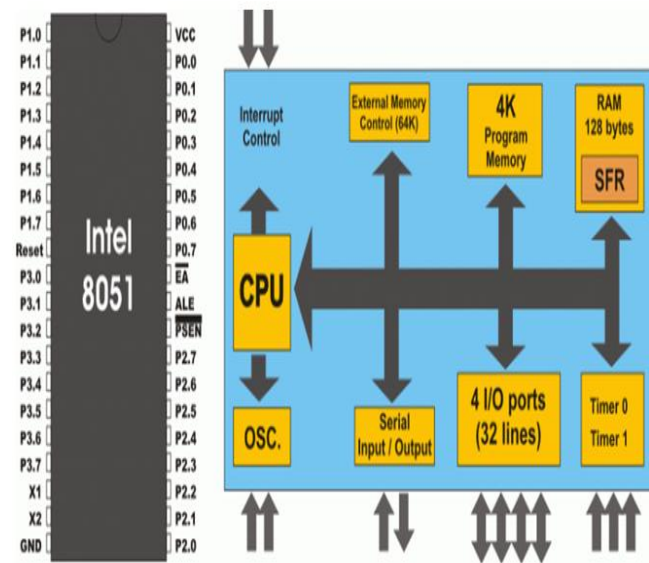 P1.0
P1.1
P1.2
P1.3
P1.4
P1.5
P1.6
P1.7
Reset
P3.0
P3.1
P3.2
P3.3
P3.4
P3.5
P3.6
P3.7
X1
X2
GND
Intel
8051
VCC
P0.0
P0.1
P0.2
P0.3
P0.4
P0.5
P0.6
P0.7
EA
ALE
PSEN
P2.7
P2.6
P2.5
P2.4
P2.3
P2.2
P2.1
P2.0
Interrupt
Control
External Memory
Control (64K)
4K
Program
Memory
RAM
128 bytes
SFR
CPU
OSC.
Serial
Input / Output
4 I/O ports
(32 lines)
Timer 0
Timer 1